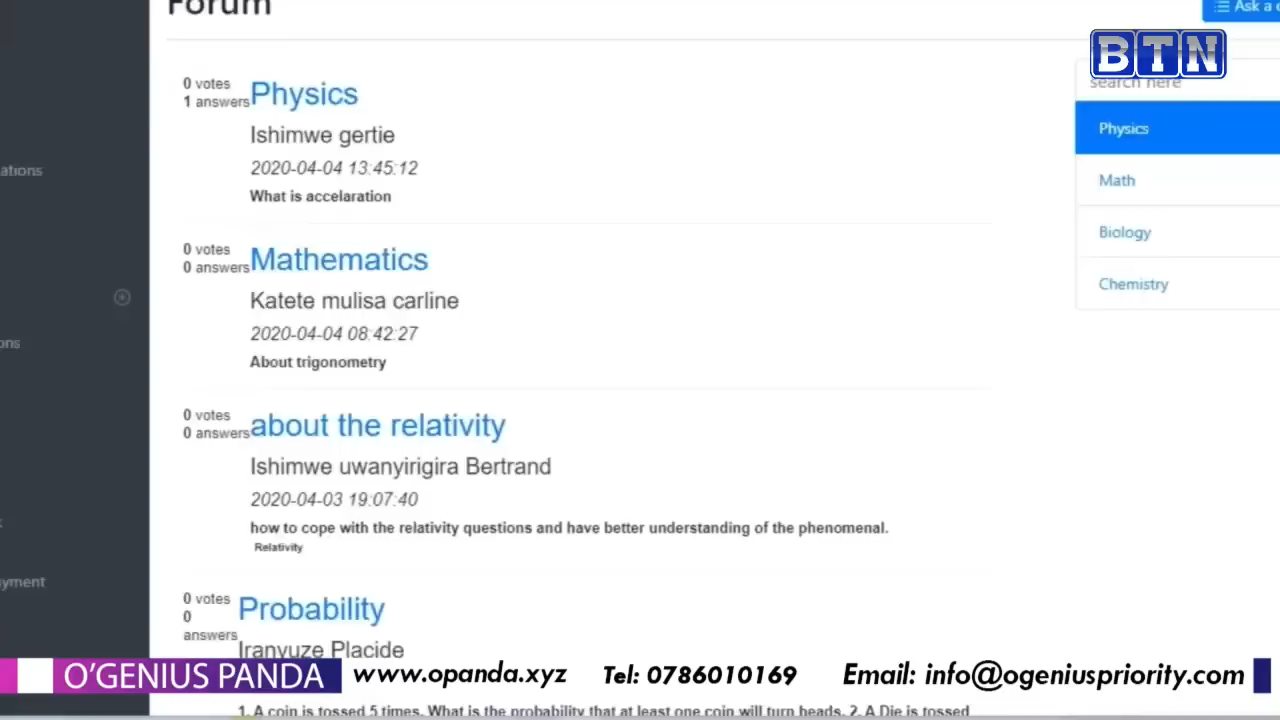 Forum
Ask a
BTN
search here
0 votes
1 answers
Physics
Ishimwe gertie
2020-04-04 13:45:12
What is accelaration
Physics
Math
Biology
Chemistry
ations
0 votes
0 answers
Mathematics
Katete mulisa carline
2020-04-04 08:42:27
About trigonometry
ons
0 votes
0 answers
about the relativity
Ishimwe uwanyirigira Bertrand
2020-04-03 19:07:40
how to cope with the relativity questions and have better understanding of the phenomenal.
Relativity
yment
0 votes
0
answers
Probability
Iranyuze Placide
O'GENIUS PANDA
www.opanda.xyz
Tel: 0786010169
Email: info@ogeniuspriority.com
1. A coin is tossed 5 times. What is the probability that at least one coin will turn heads. 2. A Die is tossed